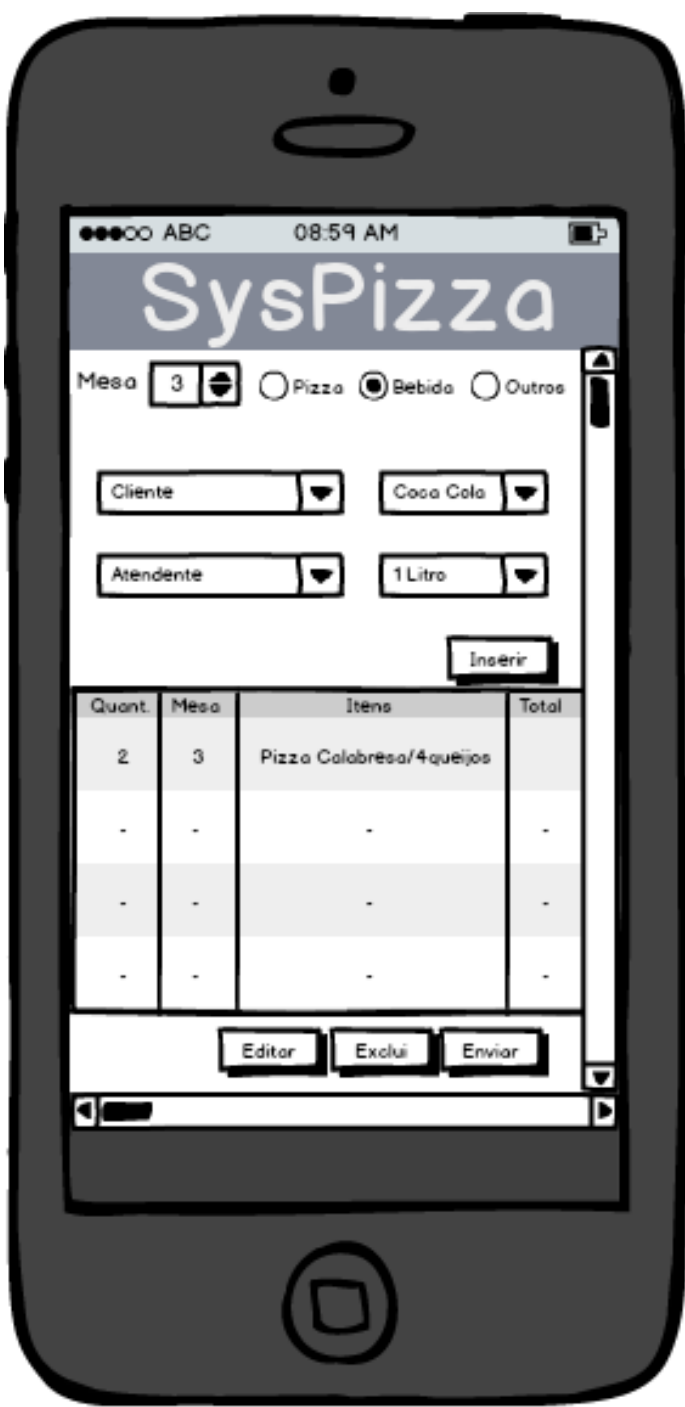 ABC 08:59 AM
SysPizza
Mesa 3 Pizza Bebida Outros
Cliente Coca Cola
Atendente 1 Litro
Inserir
Quant. Mesa Itens Total
2 3 Pizza Calabresa/4queijos
- - - -
- - - -
- - - -
Editar Exclui Enviar